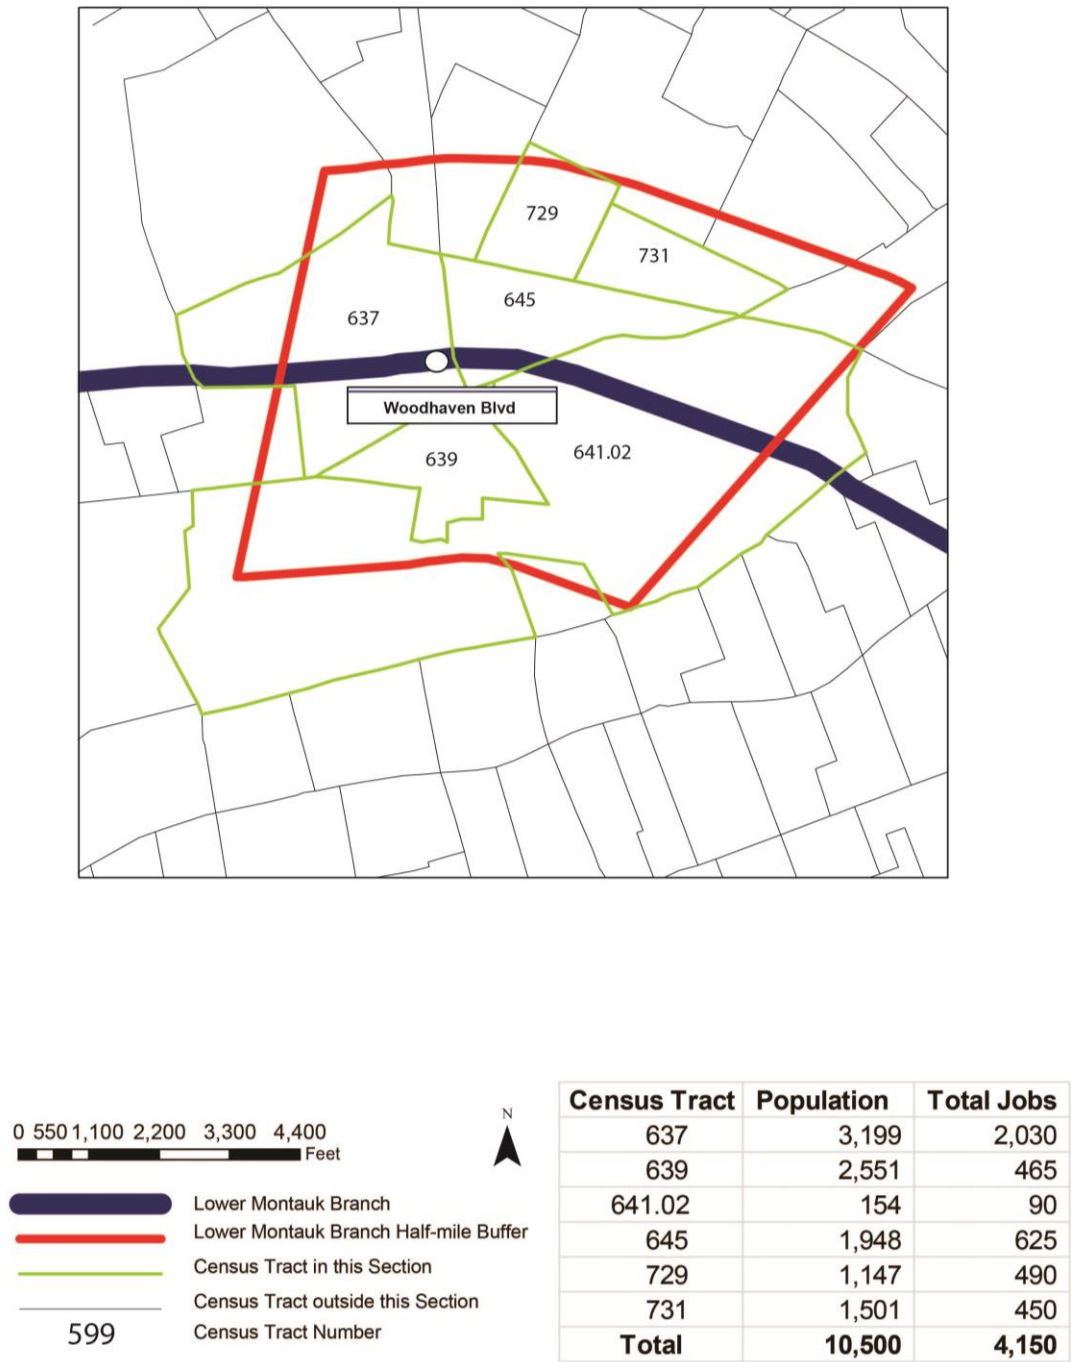 729
731
645
637
Woodhaven Blvd
639
641.02
0 550 1,100 2,200 3,300 4,400
Feet
N
Lower Montauk Branch
Lower Montauk Branch Half-mile Buffer
Census Tract in this Section
Census Tract outside this Section
599 Census Tract Number
Census Tract Population Total Jobs
637 3,199 2,030
639 2,551 465
641.02 154 90
645 1,948 625
729 1,147 490
731 1,501 450
Total 10,500 4,150